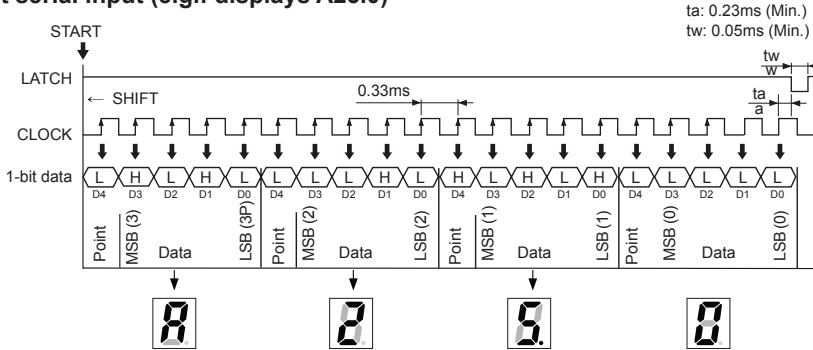 t serial input (sign displays A25.0)
ta: 0.23ms (Min.)
tw: 0.05ms (Min.)
START
tw
w
LATCH
← SHIFT
0.33ms
ta
a
CLOCK
1-bit data L H L H L L L L H L H L H L H L L L L L
D4 D3 D2 D1 D0 D4 D3 D2 D1 D0 D4 D3 D2 D1 D0 D4 D3 D2 D1 D0
Point MSB (3) Data LSB (3P) Point MSB (2) Data LSB (2) Point MSB (1) Data LSB (1) Point MSB (0) Data LSB (0)
A 2 5. 0